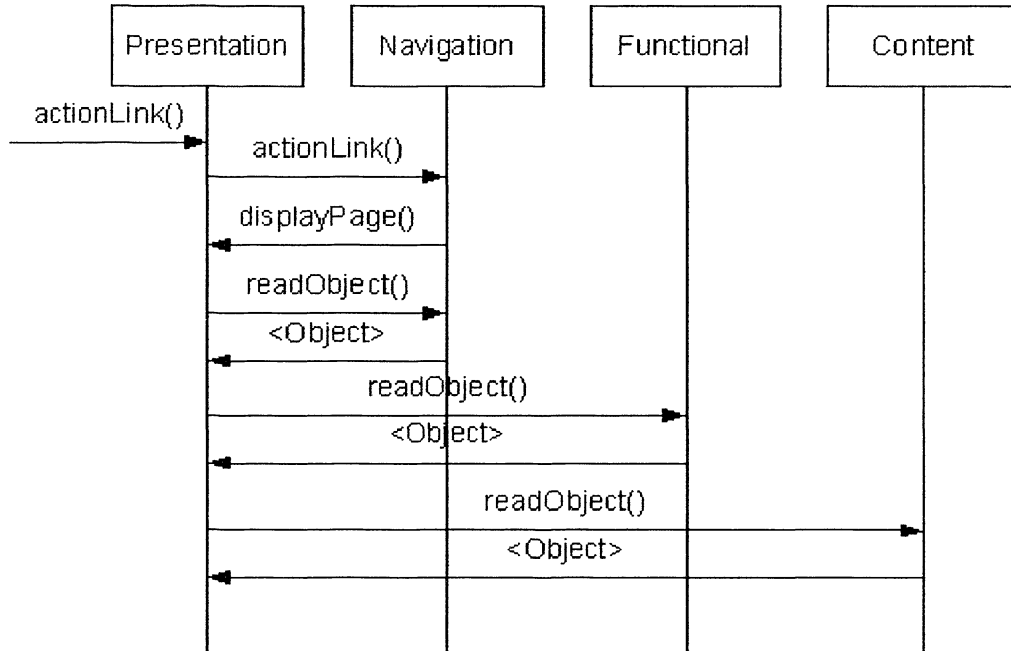 Presentation
Navigation
Functional
Content
actionLink()
actionLink()
displayPage()
readObject()
<Object>
readObject()
<Object>
readObject()
<Object>